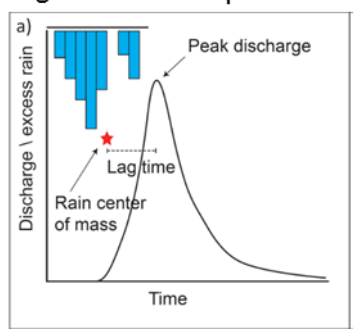 a)
Peak discharge
Discharge \ excess rain
Lag time
Rain center
of mass
Time